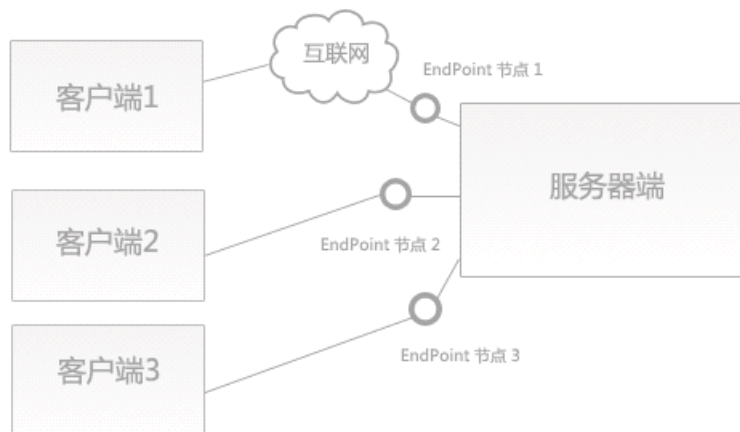 互联网
EndPoint 节点 1
客户端1
服务器端
客户端2
EndPoint 节点 2
EndPoint 节点 3
客户端3